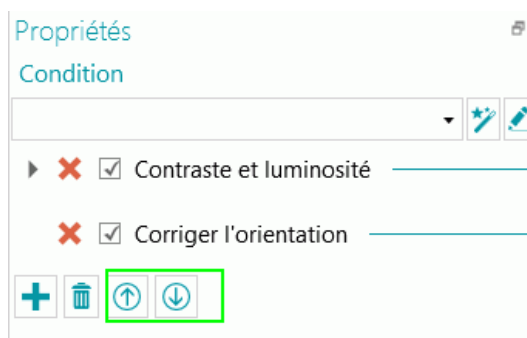 Propriétés
Condition
Contraste et luminosité
Corriger l'orientation